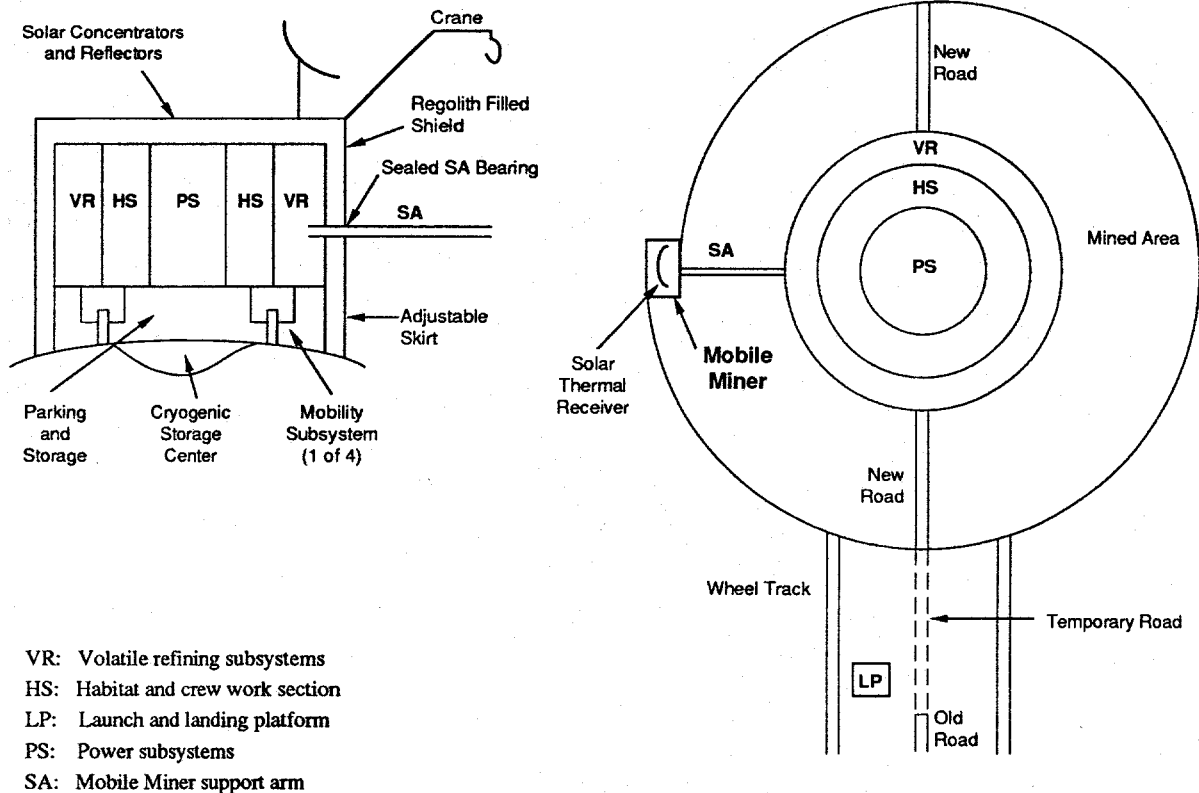 Solar Concentrators
and Reflectors
Crane
Regolith Filled
Shield
Sealed SA Bearing
SA
VR HS PS HS VR
Adjustable
Skirt
Parking
and
Storage
Cryogenic
Storage
Center
Mobility
Subsystem
(1 of 4)
New
Road
VR
HS
PS
Mined Area
SA
Mobile
Miner
Solar
Thermal
Receiver
New
Road
Wheel Track
Temporary Road
LP
Old
Road
VR: Volatile refining subsystems
HS: Habitat and crew work section
LP: Launch and landing platform
PS: Power subsystems
SA: Mobile Miner support arm